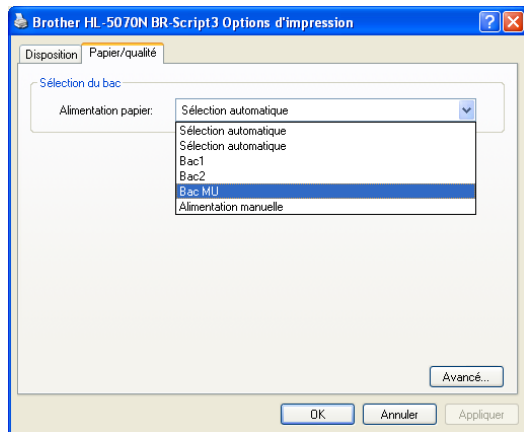 Brother HL-5070N BR-Script3 Options d'impression
Disposition
Papier/qualité
Sélection du bac
Alimentation papier:
Sélection automatique
Sélection automatique
Sélection automatique
Bac1
Bac2
Bac MU
Alimentation manuelle
Avancé...
OK
Annuler
Appliquer